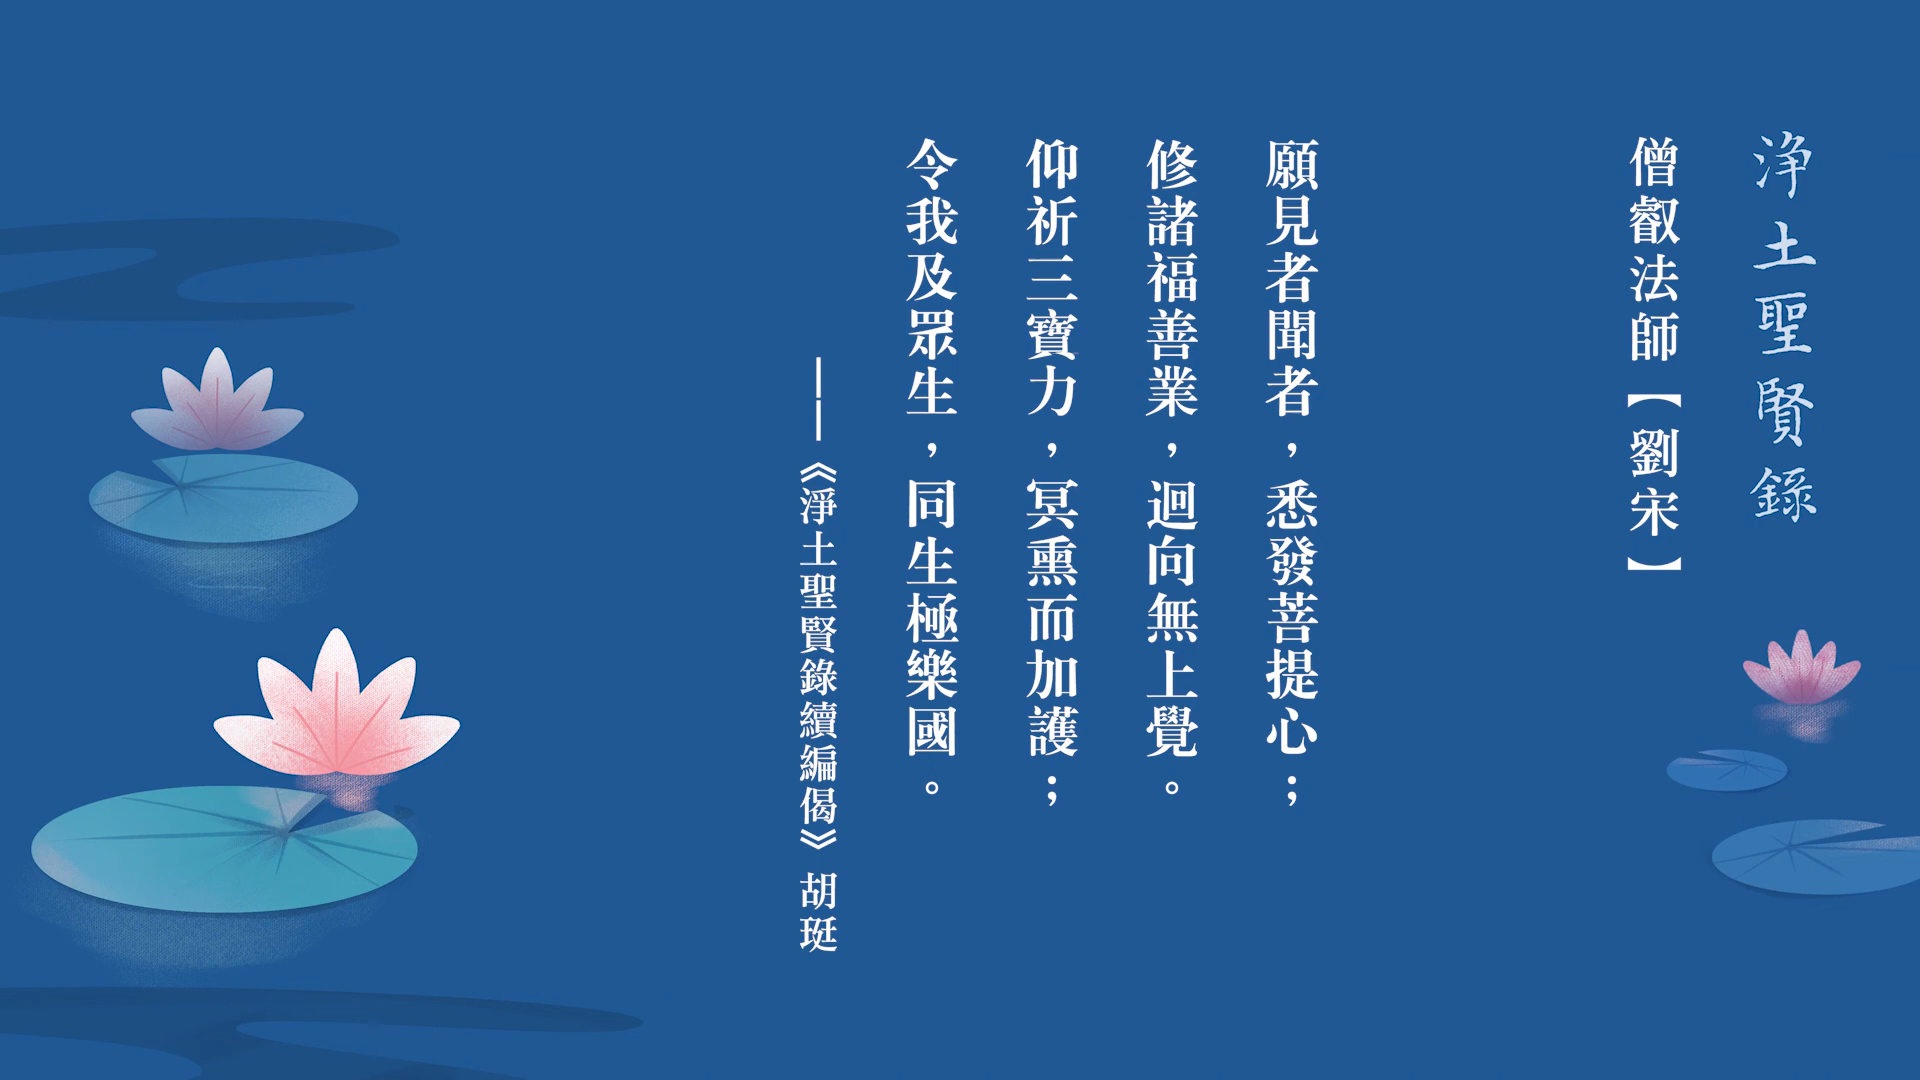 淨土聖賢錄
僧叡法師【劉宋】
願見者聞者，悉發菩提心；
修諸福善業，迴向無上覺。
仰祈三寶力，冥熏而加護；
令我及眾生，同生極樂國。
——《淨土聖賢錄續編偈》胡珽